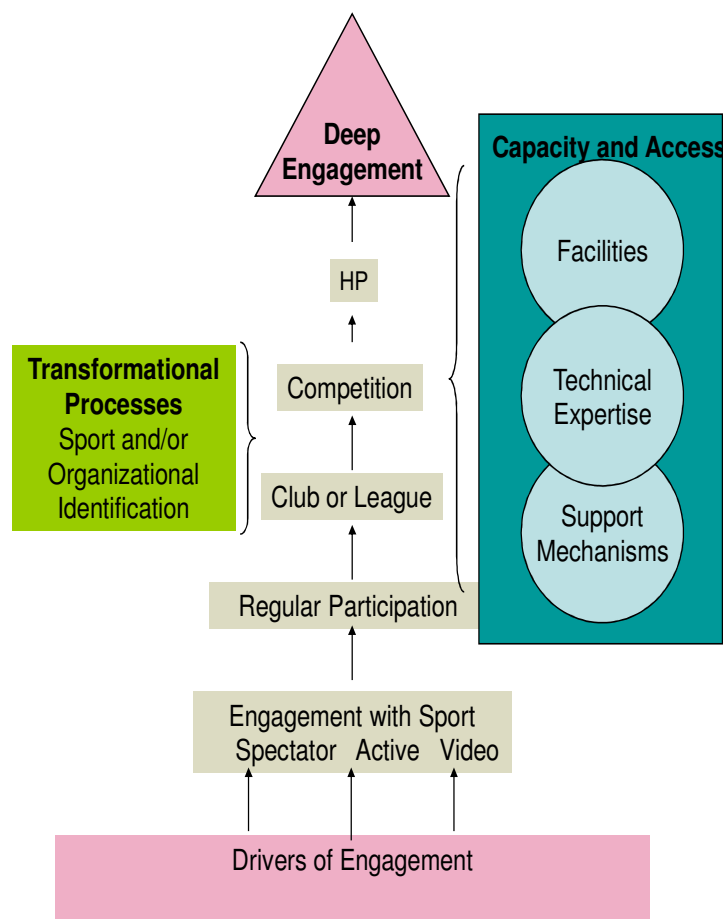 Deep
Engagement
Capacity and Access
Facilities
HP
Transformational
Processes
Sport and/or
Organizational
Identification
Competition
Technical
Expertise
Club or League
Support
Mechanisms
Regular Participation
Engagement with Sport
Spectator Active Video
Drivers of Engagement